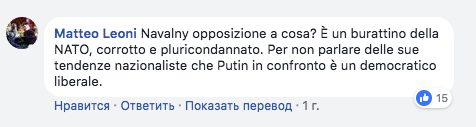 Matteo Leoni Navalny opposizione a cosa? È un burattino della
NATO, corrotto e pluricondannato. Per non parlare delle sue
tendenze nazionaliste che Putin in confronto è un democratico
liberale.
Нравится · Ответить · Показать перевод · 1 г.
15